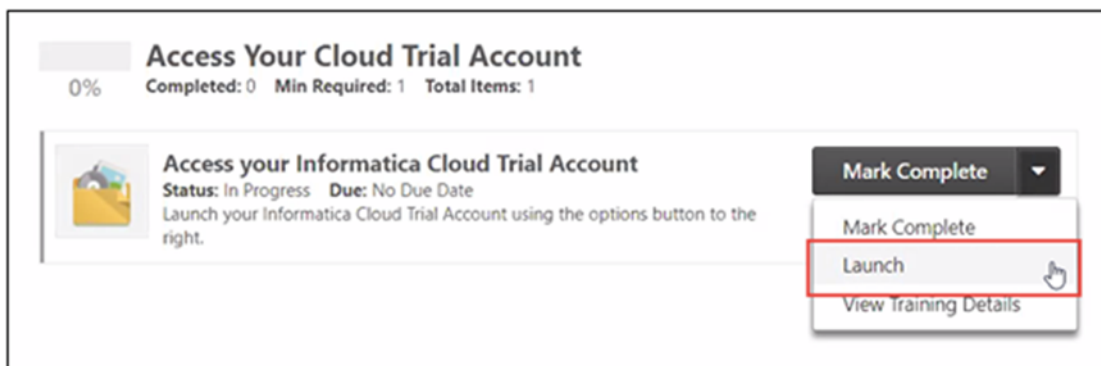 Access Your Cloud Trial Account
0%
Completed: 0 Min Required: 1 Total Items: 1
Access your Informatica Cloud Trial Account
Status: In Progress Due: No Due Date
Launch your Informatica Cloud Trial Account using the options button to the
right.
Mark Complete
Mark Complete
Launch
View Training Details